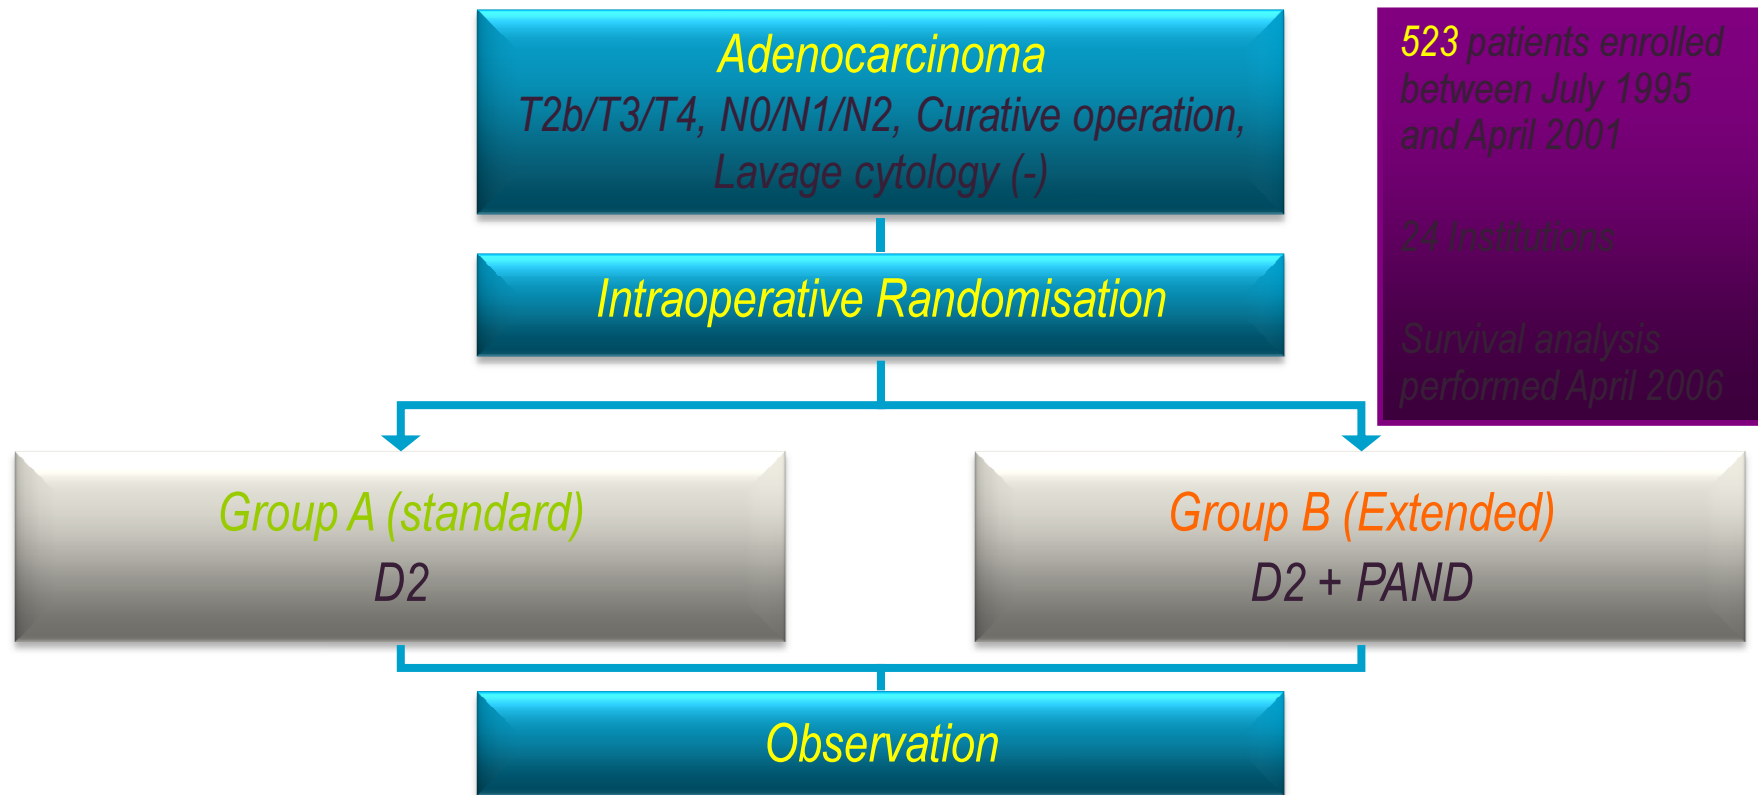 Adenocarcinoma
T2b/T3/T4, N0/N1/N2, Curative operation,
Lavage cytology (-)
523 patients enrolled
between July 1995
and April 2001
24 Institutions
Survival analysis
performed April 2006
Intraoperative Randomisation
Group A (standard)
D2
Group B (Extended)
D2 + PAND
Observation